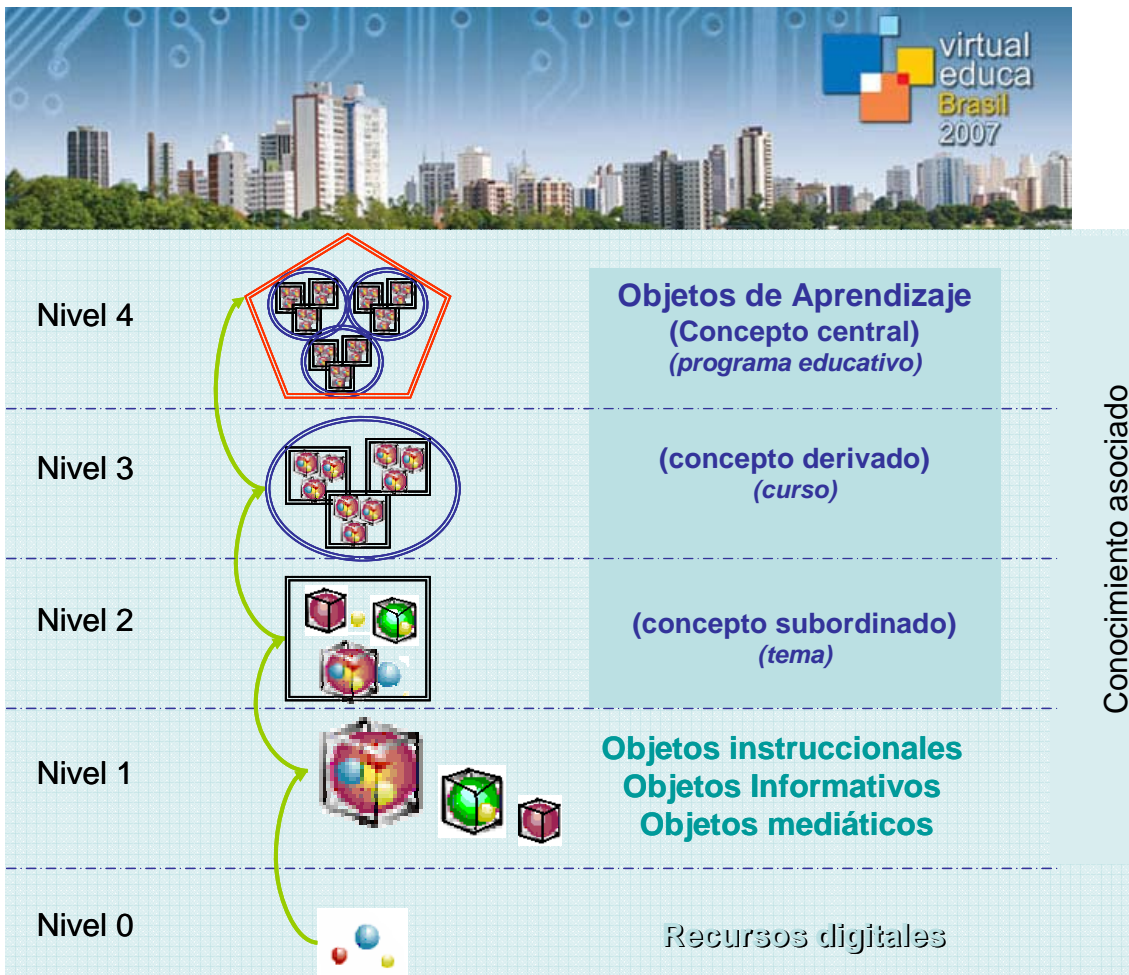 virtual
educa
Brasil
2007
Nivel 4
Objetos de Aprendizaje
(Concepto central)
(programa educativo)
Nivel 3
(concepto derivado)
(curso)
Nivel 2
(concepto subordinado)
(tema)
Nivel 1
Objetos instruccionales
Objetos Informativos
Objetos mediáticos
Nivel 0
Recursos digitales
Conocimiento asociado